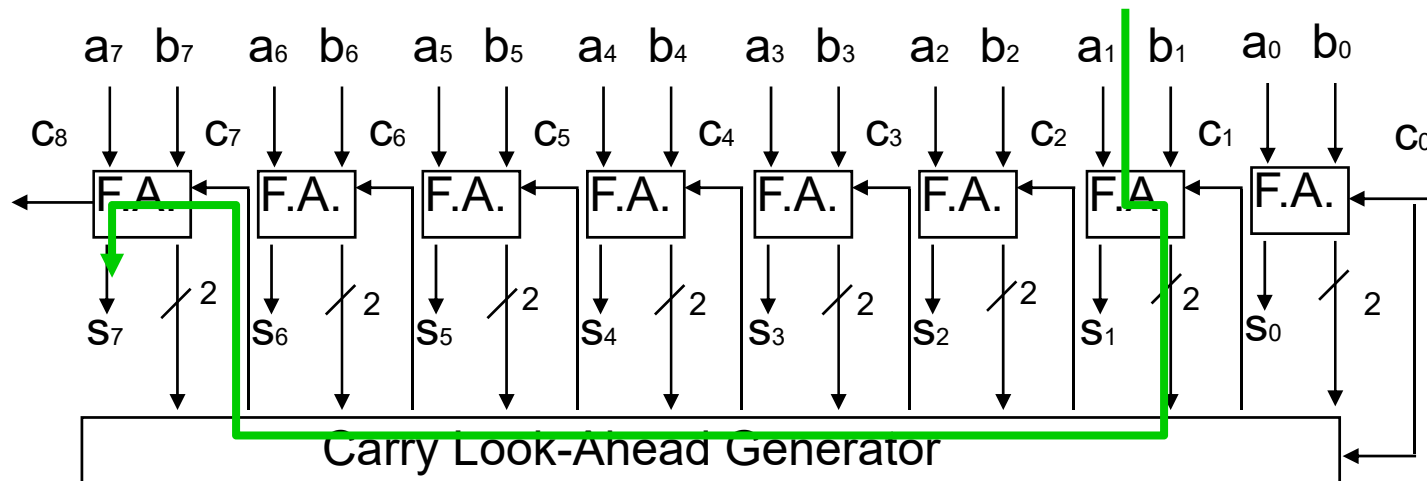 a7 b7 a6 b6 a5 b5 a4 b4 a3 b3 a2 b2 a1 b1 a0 b0
c8 c7 c6 c5 c4 c3 c2 c1 c0
F.A. F.A. F.A. F.A. F.A. F.A. F.A. F.A.
2 2 2 2 2 2 2 2
s7 s6 s5 s4 s3 s2 s1 s0
Carry Look-Ahead Generator